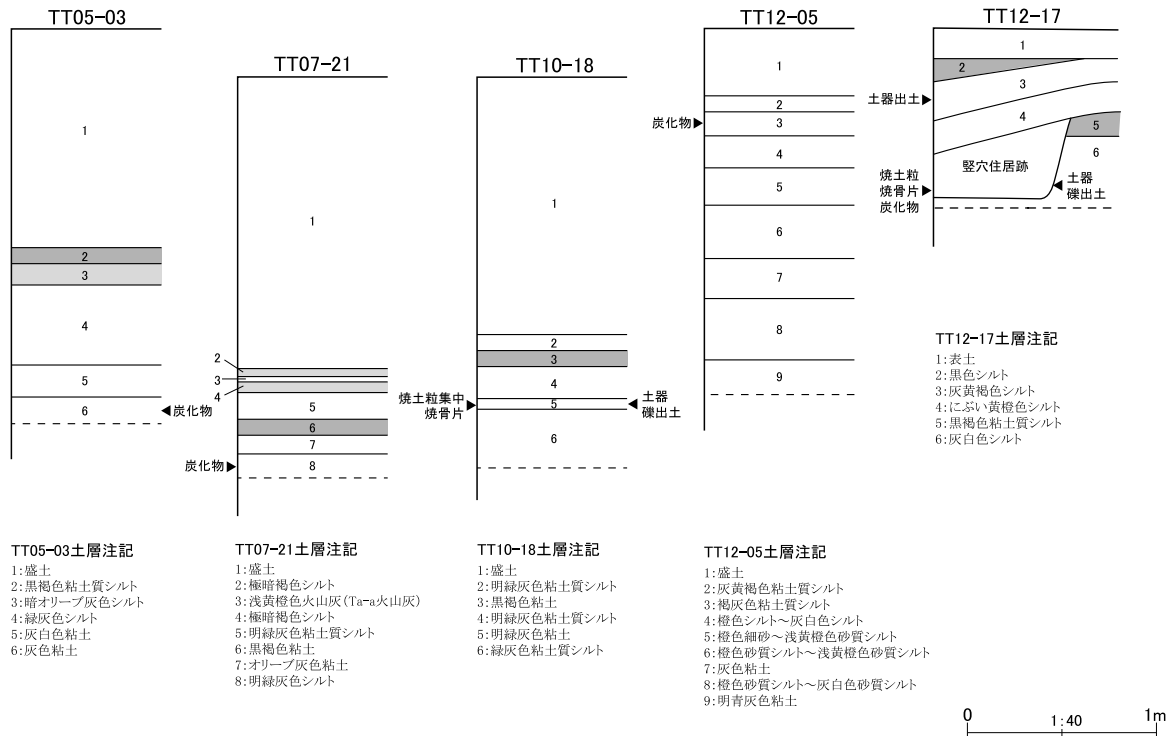 TT05-03
1
2
3
4
5
6
炭化物
TT05-03土層注記
1:盛土
2:黒褐色粘土質シルト
3:暗オリーブ灰色シルト
4:緑灰色シルト
5:灰白色粘土
6:灰色粘土
TT07-21
1
2
3
4
5
6
7
8
炭化物
TT07-21土層注記
1:盛土
2:極暗褐色シルト
3:浅黄橙色火山灰(Ta-a火山灰)
4:極暗褐色シルト
5:明緑灰色粘土質シルト
6:黒褐色粘土
7:オリーブ灰色粘土
8:明緑灰色シルト
TT10-18
1
2
3
4
5
6
焼土粒集中
焼骨片
土器
礫出土
TT10-18土層注記
1:盛土
2:明緑灰色粘土質シルト
3:黒褐色粘土
4:明緑灰色粘土質シルト
5:明緑灰色粘土
6:緑灰色粘土質シルト
TT12-05
1
2
炭化物
3
4
5
6
7
8
9
TT12-05土層注記
1:盛土
2:灰黄褐色粘土質シルト
3:褐灰色粘土質シルト
4:橙色シルト～灰白色シルト
5:橙色細砂～浅黄橙色砂質シルト
6:橙色砂質シルト～浅黄橙色砂質シルト
7:灰色粘土
8:橙色砂質シルト～灰白色砂質シルト
9:明青灰色粘土
TT12-17
1
2
3
土器出土
4
5
6
竪穴住居跡
焼土粒
焼骨片
炭化物
土器
礫出土
TT12-17土層注記
1:表土
2:黒色シルト
3:灰黄褐色シルト
4:にぶい黄橙色シルト
5:黒褐色粘土質シルト
6:灰白色シルト
0
1:40
1m